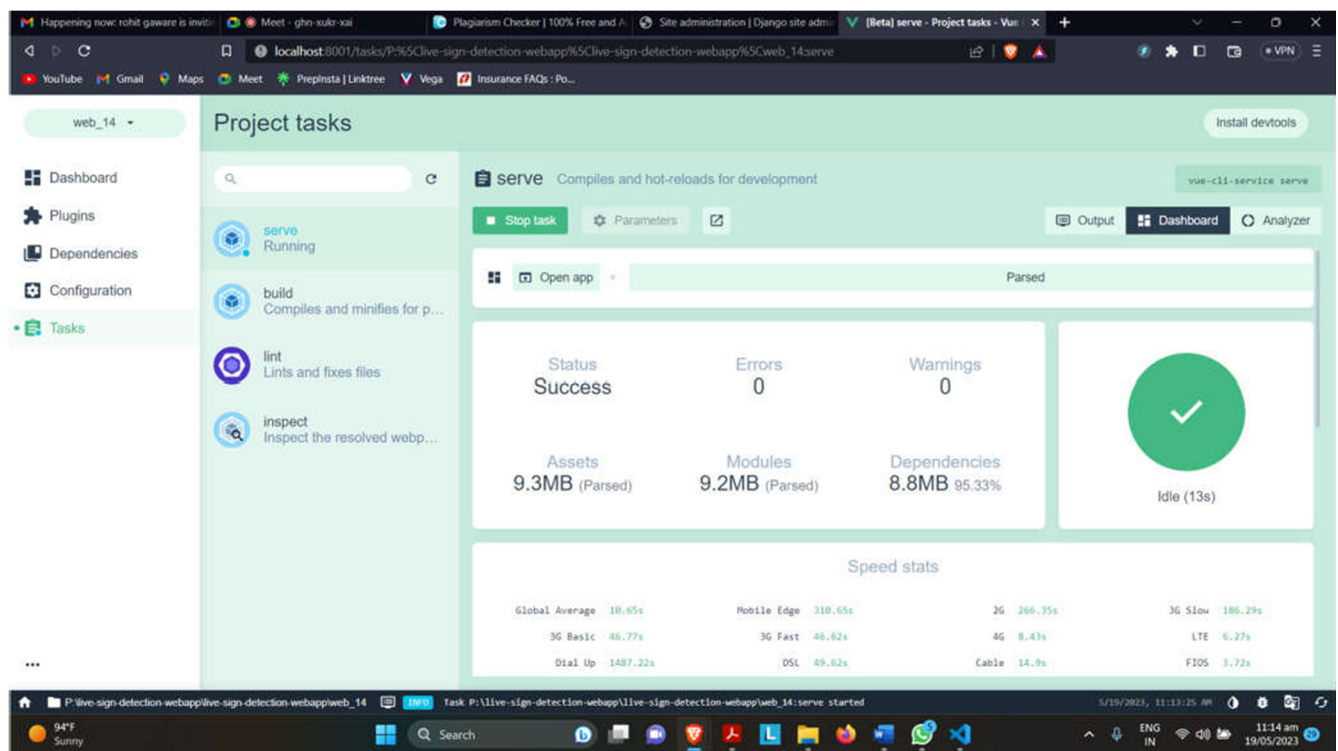 Happening now: rohit gaware is inviti
Meet - ghn-xukr-xai
Plagiarism Checker | 100% Free and A
Site administration | Django site admi
[Beta] serve - Project tasks - Vue
localhost:8001/tasks/P:%5Clive-sign-detection-webapp%5Clive-sign-detection-webapp%5Cweb_14:serve
VPN
YouTube Gmail Maps Meet PrepInsta | Linktree Vega Insurance FAQs : Po...
web_14
Project tasks
Install devtools
Dashboard
Plugins
Dependencies
Configuration
Tasks
serve
Running
build
Compiles and minifies for p...
lint
Lints and fixes files
inspect
Inspect the resolved webp...
serve Compiles and hot-reloads for development
vue-cli-service serve
Stop task Parameters
Output Dashboard Analyzer
Open app Parsed
Status Errors Warnings
Success 0 0
Assets Modules Dependencies
9.3MB (Parsed) 9.2MB (Parsed) 8.8MB 95.33%
Idle (13s)
Speed stats
Global Average 10.65s Mobile Edge 310.65s 2G 266.35s 3G Slow 186.29s
3G Basic 46.77s 3G Fast 46.62s 4G 8.43s LTE 6.27s
Dial Up 1487.22s DSL 49.62s Cable 14.9s FIOS 3.72s
P:\live-sign-detection-webapp\live-sign-detection-webapp\web_14 INFO Task P:\live-sign-detection-webapp\live-sign-detection-webapp\web_14:serve started 5/19/2023, 11:13:25 AM
94°F
Sunny
Search
ENG
IN
11:14 am
19/05/2023